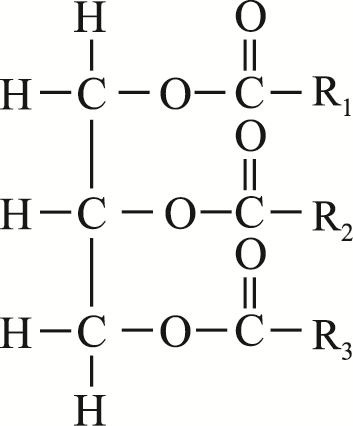 H O
H C O C R1
O
H C O C R2
O
H C O C R3
H